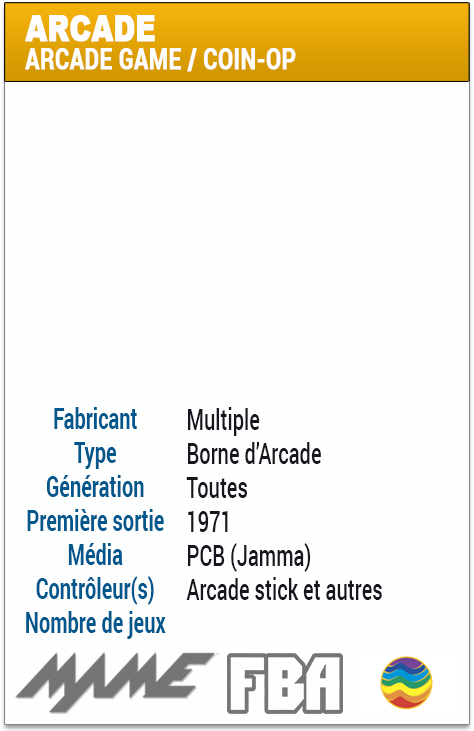 ARCADE
ARCADE GAME / COIN-OP
Fabricant Multiple
Type Borne d’Arcade
Génération Toutes
Première sortie 1971
Média PCB (Jamma)
Contrôleur(s) Arcade stick et autres
Nombre de jeux
MAME FBA